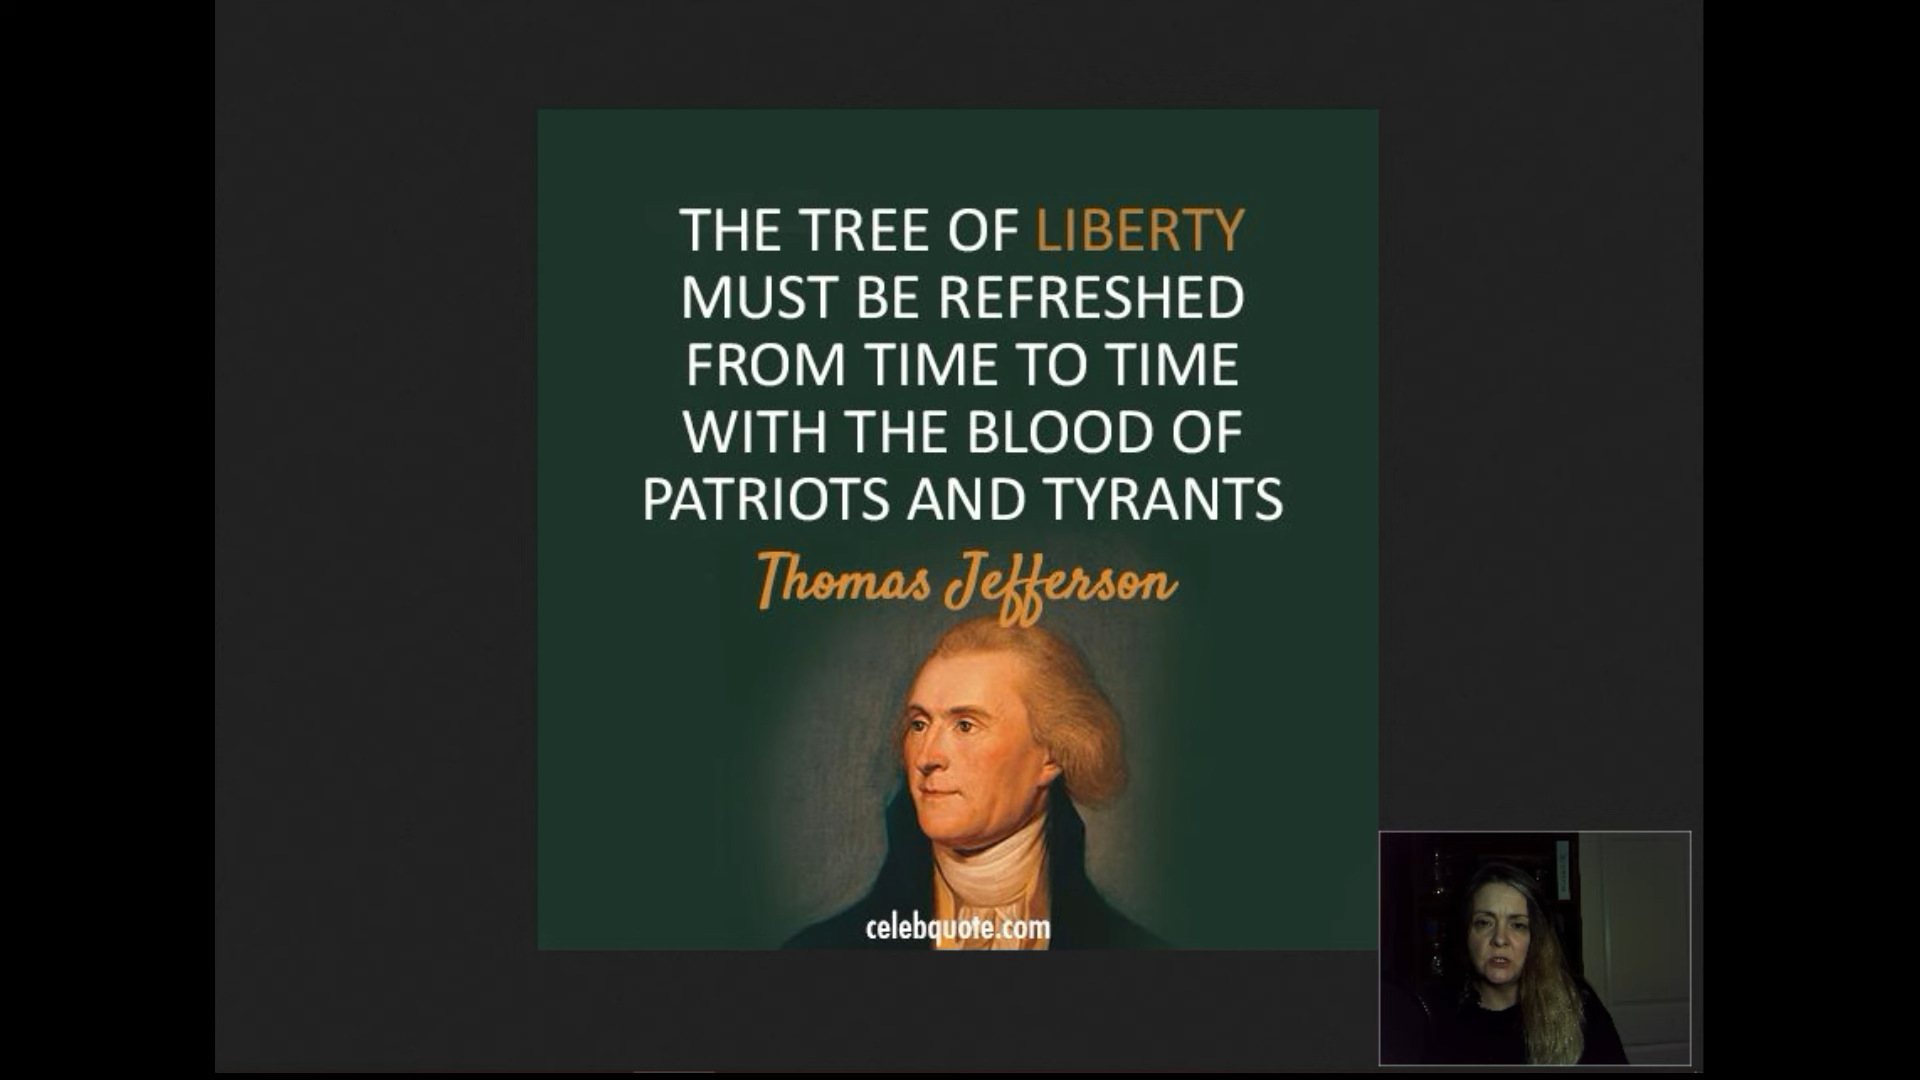 THE TREE OF LIBERTY
MUST BE REFRESHED
FROM TIME TO TIME
WITH THE BLOOD OF
PATRIOTS AND TYRANTS
Thomas Jefferson
celebquote.com